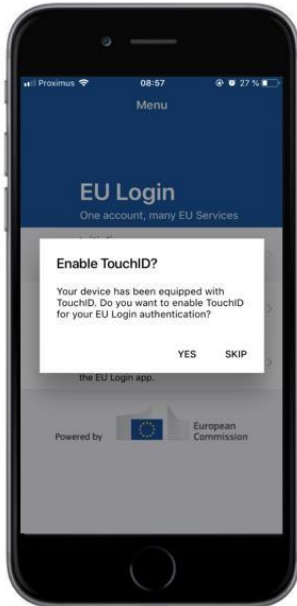 Proximus 08:57 27 %
Menu
EU Login
One account, many EU Services
Enable TouchID?
Your device has been equipped with
TouchID. Do you want to enable TouchID
for your EU Login authentication?
YES SKIP
the EU Login app.
Powered by
European
Commission